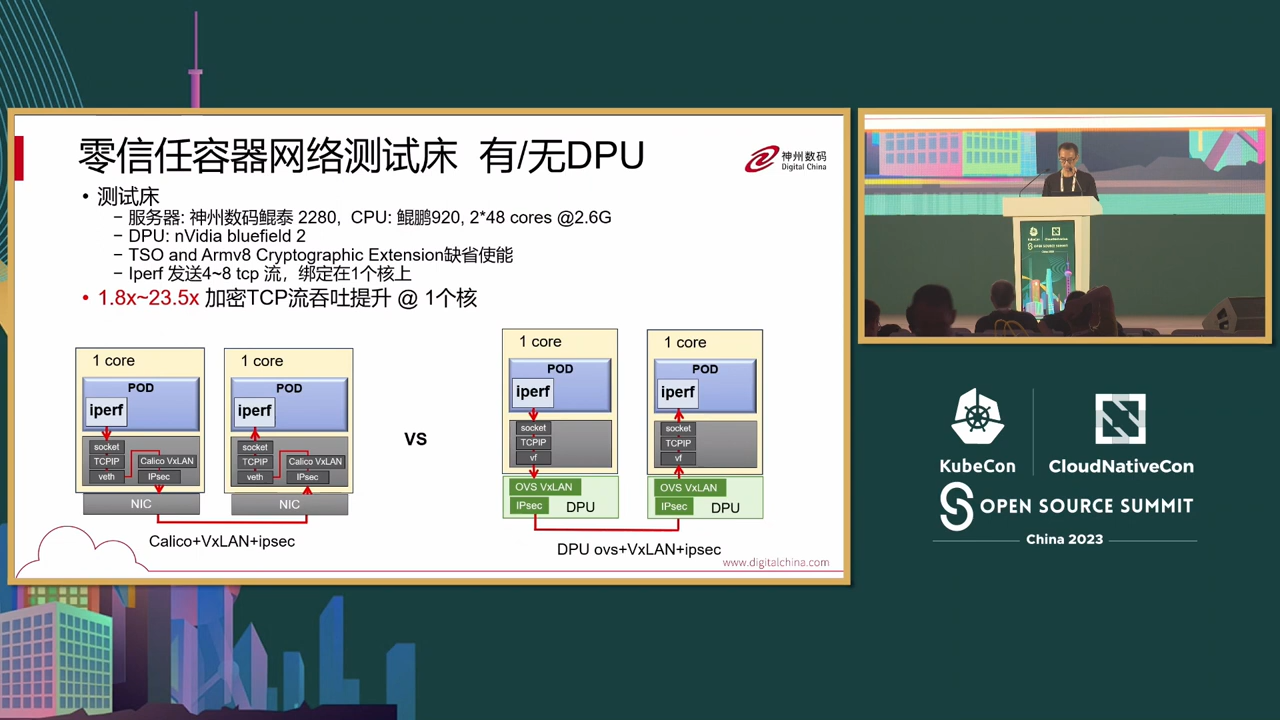 零信任容器网络测试床 有/无DPU
神州数码
Digital China
• 测试床
– 服务器: 神州数码鲲泰 2280, CPU: 鲲鹏920, 2*48 cores @2.6G
– DPU: nVidia bluefield 2
– TSO and Armv8 Cryptographic Extension缺省使能
– Iperf 发送4~8 tcp 流, 绑定在1个核上
• 1.8x~23.5x 加密TCP流吞吐提升 @ 1个核
1 core
POD
iperf
socket
TCPIP
veth
Calico VxLAN
IPsec
NIC
1 core
POD
iperf
socket
TCPIP
veth
Calico VxLAN
IPsec
NIC
Calico+VxLAN+ipsec
VS
1 core
POD
iperf
socket
TCPIP
vf
OVS VxLAN
IPsec
DPU
1 core
POD
iperf
socket
TCPIP
vf
OVS VxLAN
IPsec
DPU
DPU ovs+VxLAN+ipsec
www.digitalchina.com
KubeCon
CloudNativeCon
OPEN SOURCE SUMMIT
China 2023